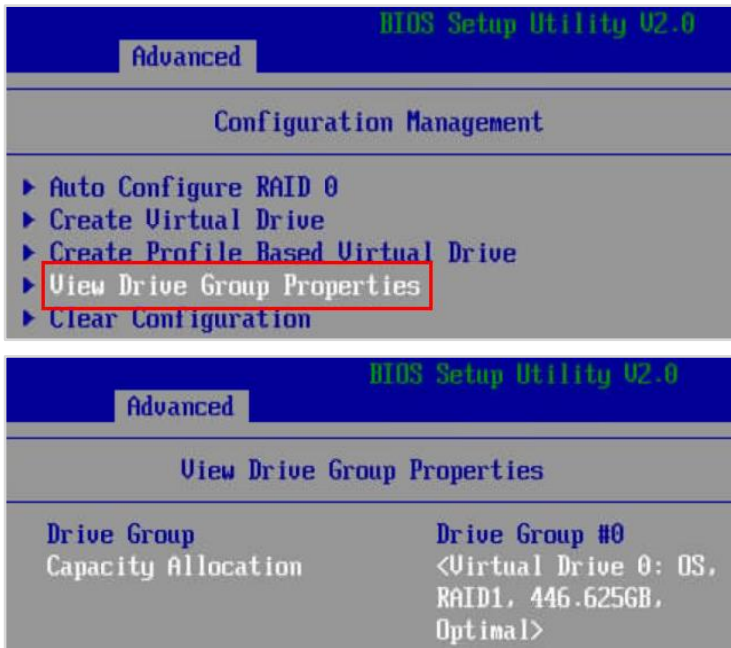 BIOS Setup Utility V2.0
Advanced
Configuration Management
▶ Auto Configure RAID 0
▶ Create Virtual Drive
▶ Create Profile Based Virtual Drive
▶ View Drive Group Properties
▶ Clear Configuration
BIOS Setup Utility V2.0
Advanced
View Drive Group Properties
Drive Group Drive Group #0
Capacity Allocation <Virtual Drive 0: OS,
RAID1, 446.625GB,
Optimal>